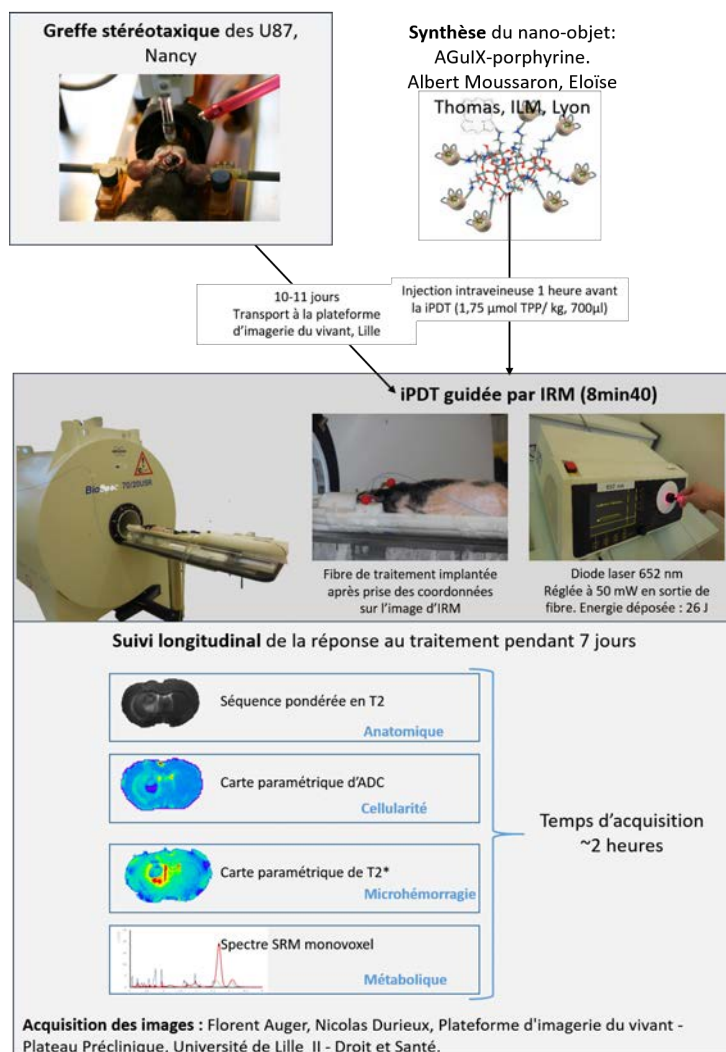 Greffe stéréotaxique des U87,
Nancy
Synthèse du nano-objet:
AGuIX-porphyrine.
Albert Moussaron, Eloïse
Thomas, ILM, Lyon
10-11 jours
Transport à la plateforme
d'imagerie du vivant, Lille
Injection intraveineuse 1 heure avant
la iPDT (1,75 µmol TPP/ kg, 700µl)
iPDT guidée par IRM (8min40)
BioSpec 70/20USR
652 nm
Fibre de traitement implantée
après prise des coordonnées
sur l'image d'IRM
Diode laser 652 nm
Réglée à 50 mW en sortie de
fibre. Energie déposée : 26 J
Suivi longitudinal de la réponse au traitement pendant 7 jours
Séquence pondérée en T2
Anatomique
Carte paramétrique d'ADC
Cellularité
Carte paramétrique de T2*
Microhémorragie
Spectre SRM monovoxel
Métabolique
Temps d'acquisition
~2 heures
Acquisition des images : Florent Auger, Nicolas Durieux, Plateforme d'imagerie du vivant -
Plateau Préclinique, Université de Lille II - Droit et Santé.